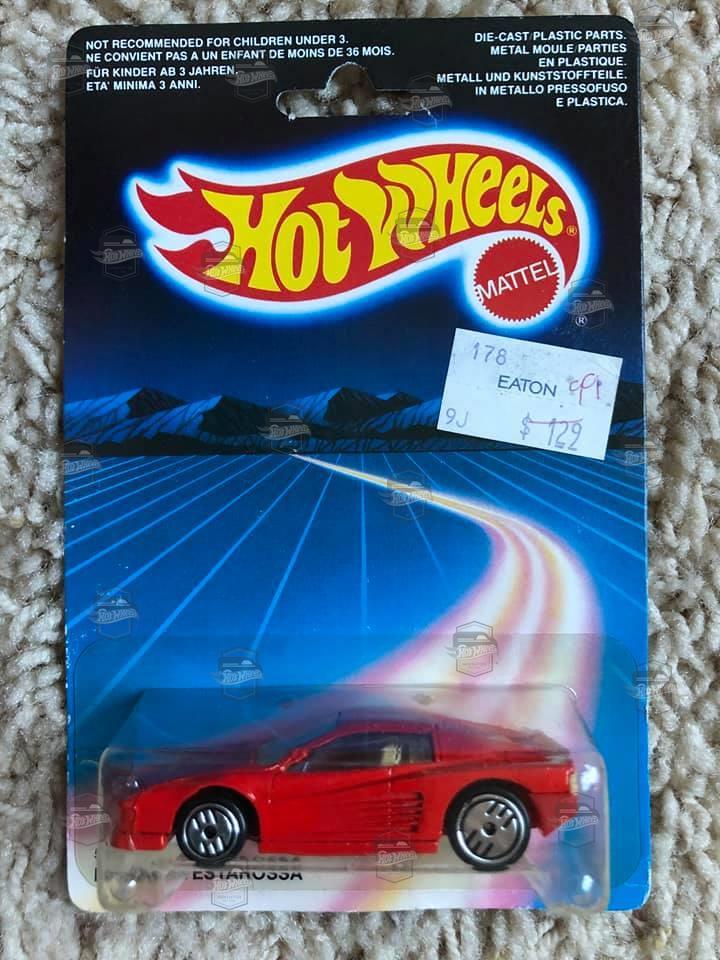 NOT RECOMMENDED FOR CHILDREN UNDER 3.
NE CONVIENT PAS A UN ENFANT DE MOINS DE 36 MOIS.
FÜR KINDER AB 3 JAHREN.
ETA' MINIMA 3 ANNI.
DIE-CAST/PLASTIC PARTS.
METAL MOULE/PARTIES
EN PLASTIQUE.
METALL UND KUNSTSTOFFTEILE.
IN METALLO PRESSOFUSO
E PLASTICA.
HOT WHEELS®
MATTEL
®
178
EATON
9J $ 129
ESTAROSSA